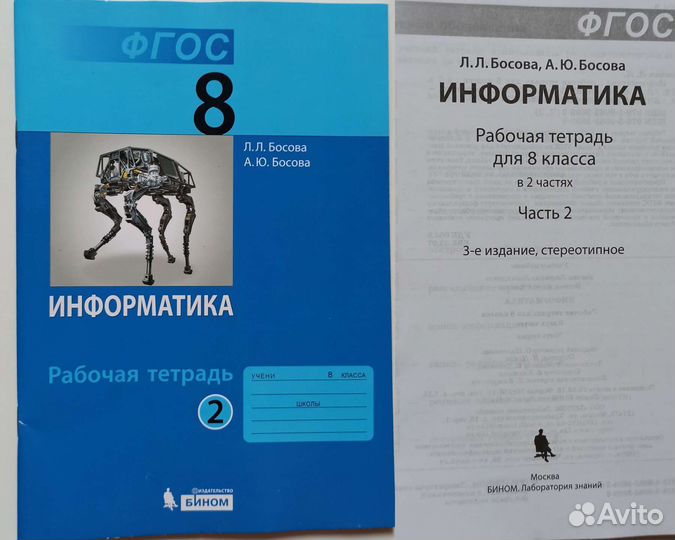 ФГОС
8
Л.Л. Босова
А.Ю. Босова
ИНФОРМАТИКА
Рабочая тетрадь
2
УЧЕНИ
8 КЛАССА
ШКОЛЫ
ИЗДАТЕЛЬСТВО
БИНОМ
ФГОС
Л. Л. Босова, А. Ю. Босова
ИНФОРМАТИКА
Рабочая тетрадь
для 8 класса
в 2 частях
Часть 2
3-е издание, стереотипное
Москва
БИНОМ. Лаборатория знаний
Avito